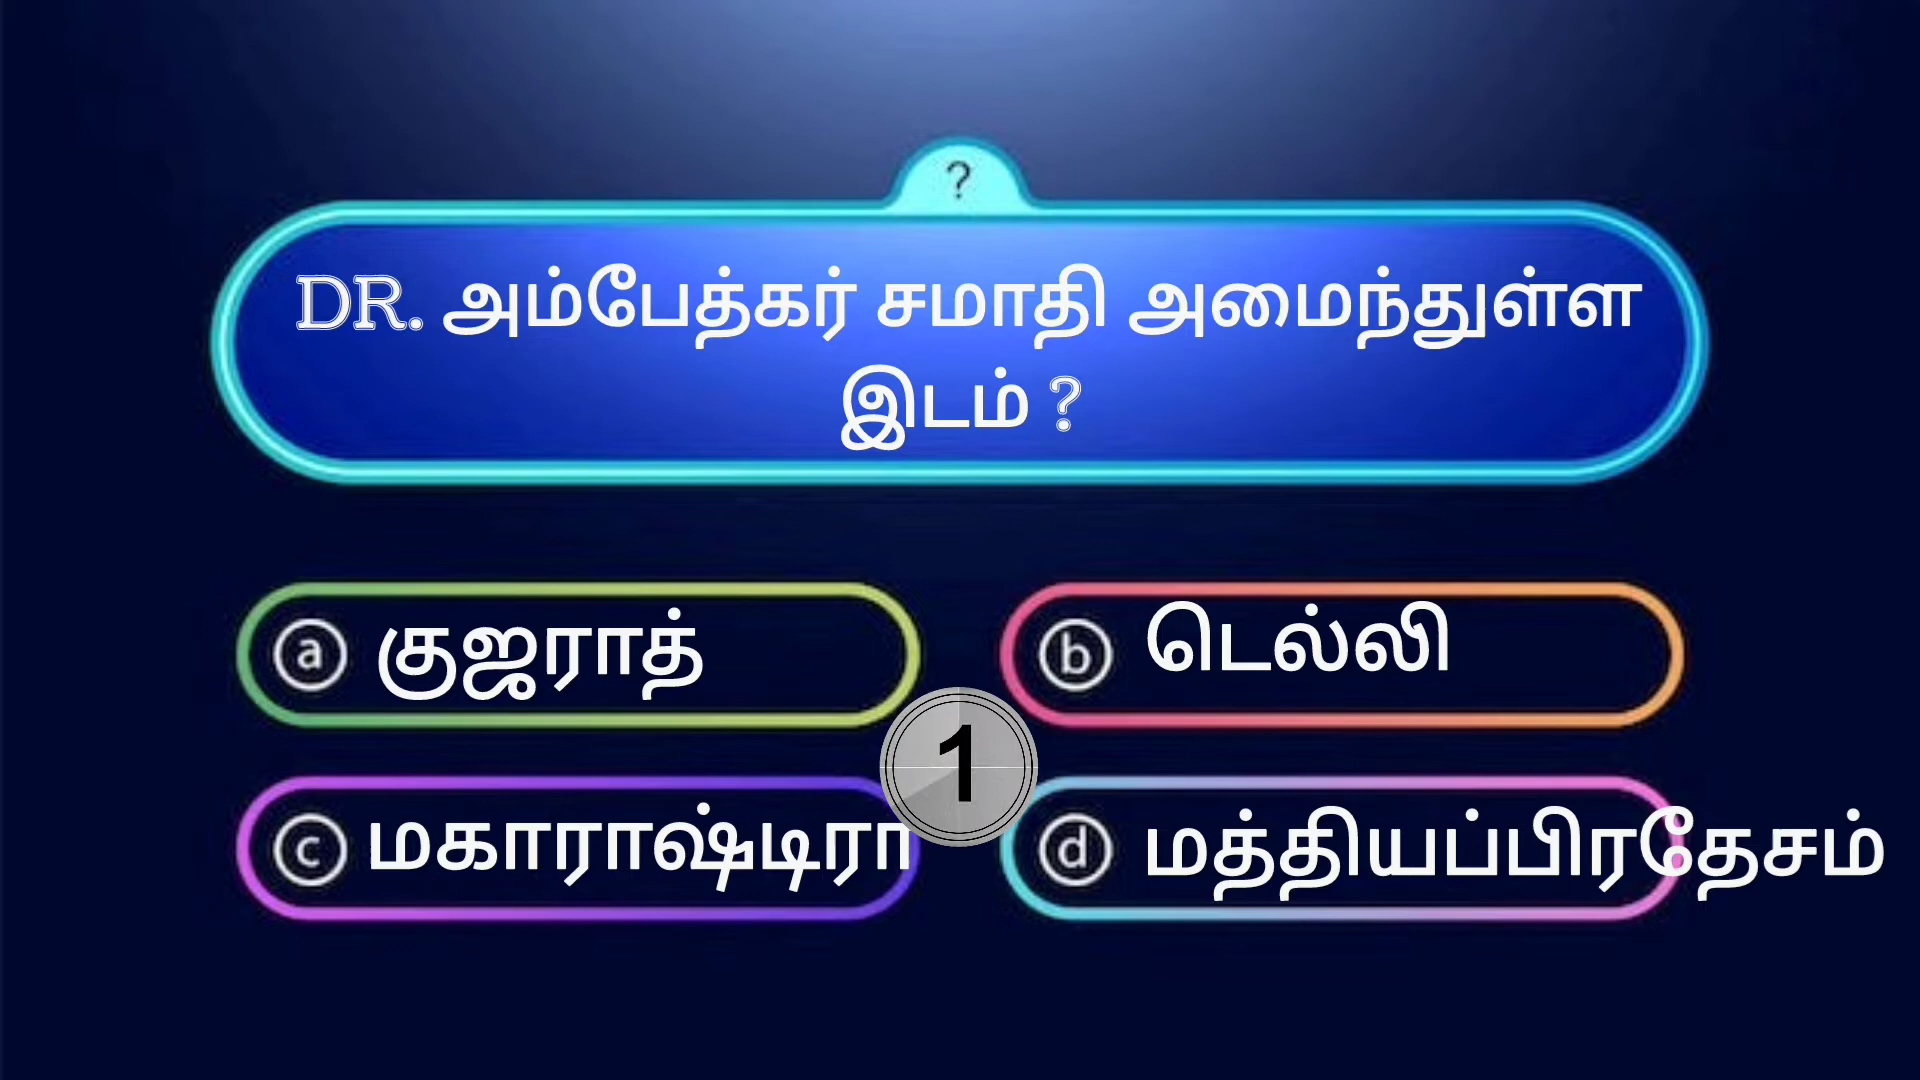 ?
DR. அம்பேத்கர் சமாதி அமைந்துள்ள
இடம் ?
a குஜராத்
b டெல்லி
1
c மகாராஷ்டிரா
d மத்தியப்பிரதேசம்